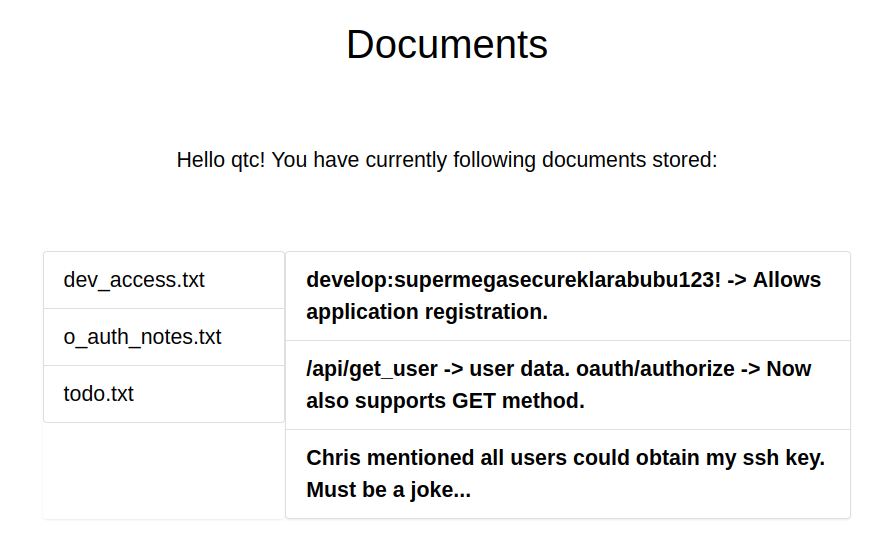 Documents
Hello qtc! You have currently following documents stored:
dev_access.txt
develop:supermegasecureklarabubu123! -> Allows
application registration.
o_auth_notes.txt
/api/get_user -> user data. oauth/authorize -> Now
also supports GET method.
todo.txt
Chris mentioned all users could obtain my ssh key.
Must be a joke...